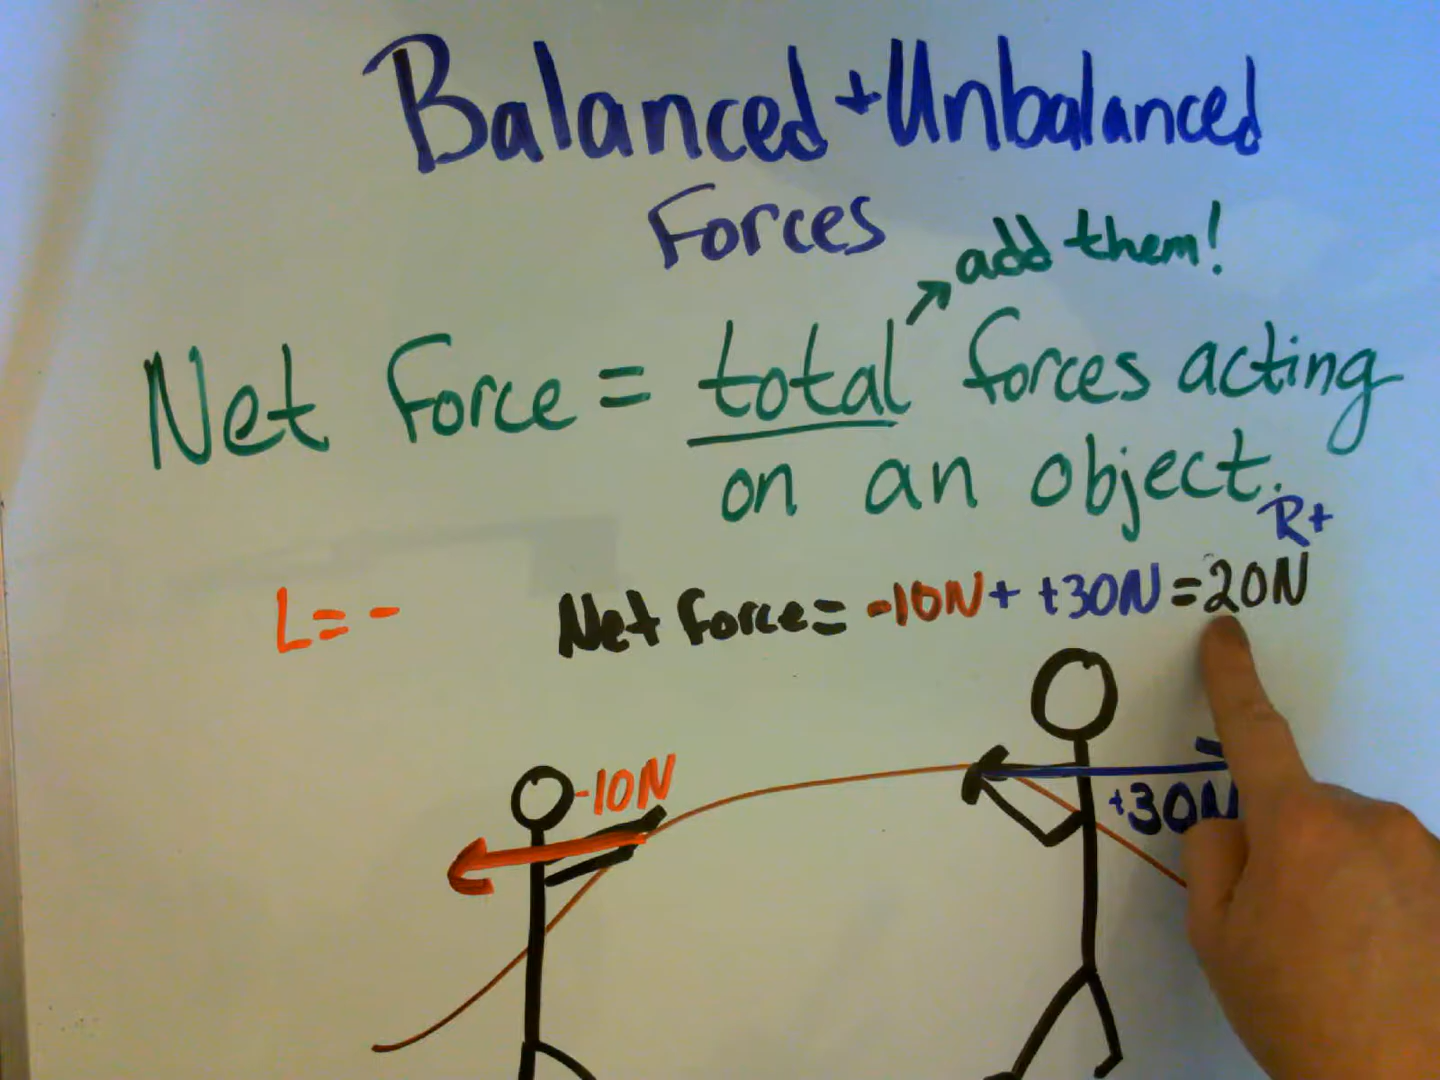 Balanced + Unbalanced
Forces
add them!
Net Force = total forces acting
on an object.
R+
L = -
Net Force = -10N + +30N = 20N
-10N
+30N